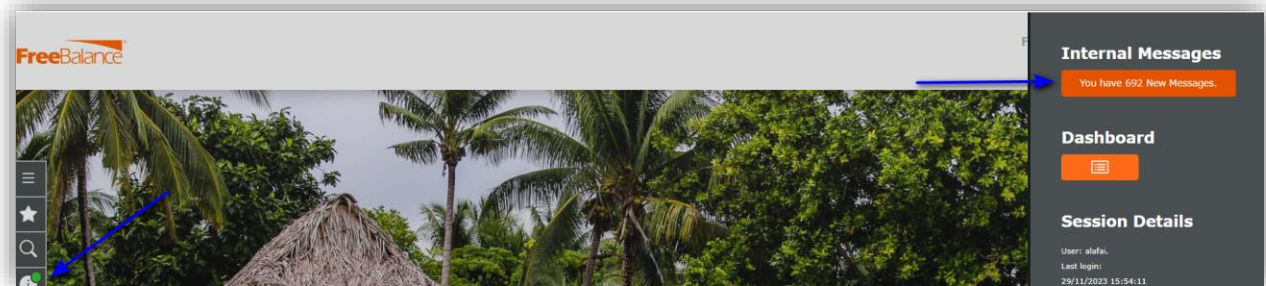 FreeBalance
F
Internal Messages
You have 692 New Messages.
Dashboard
Session Details
User: alafai.
Last login:
29/11/2023 15:54:11